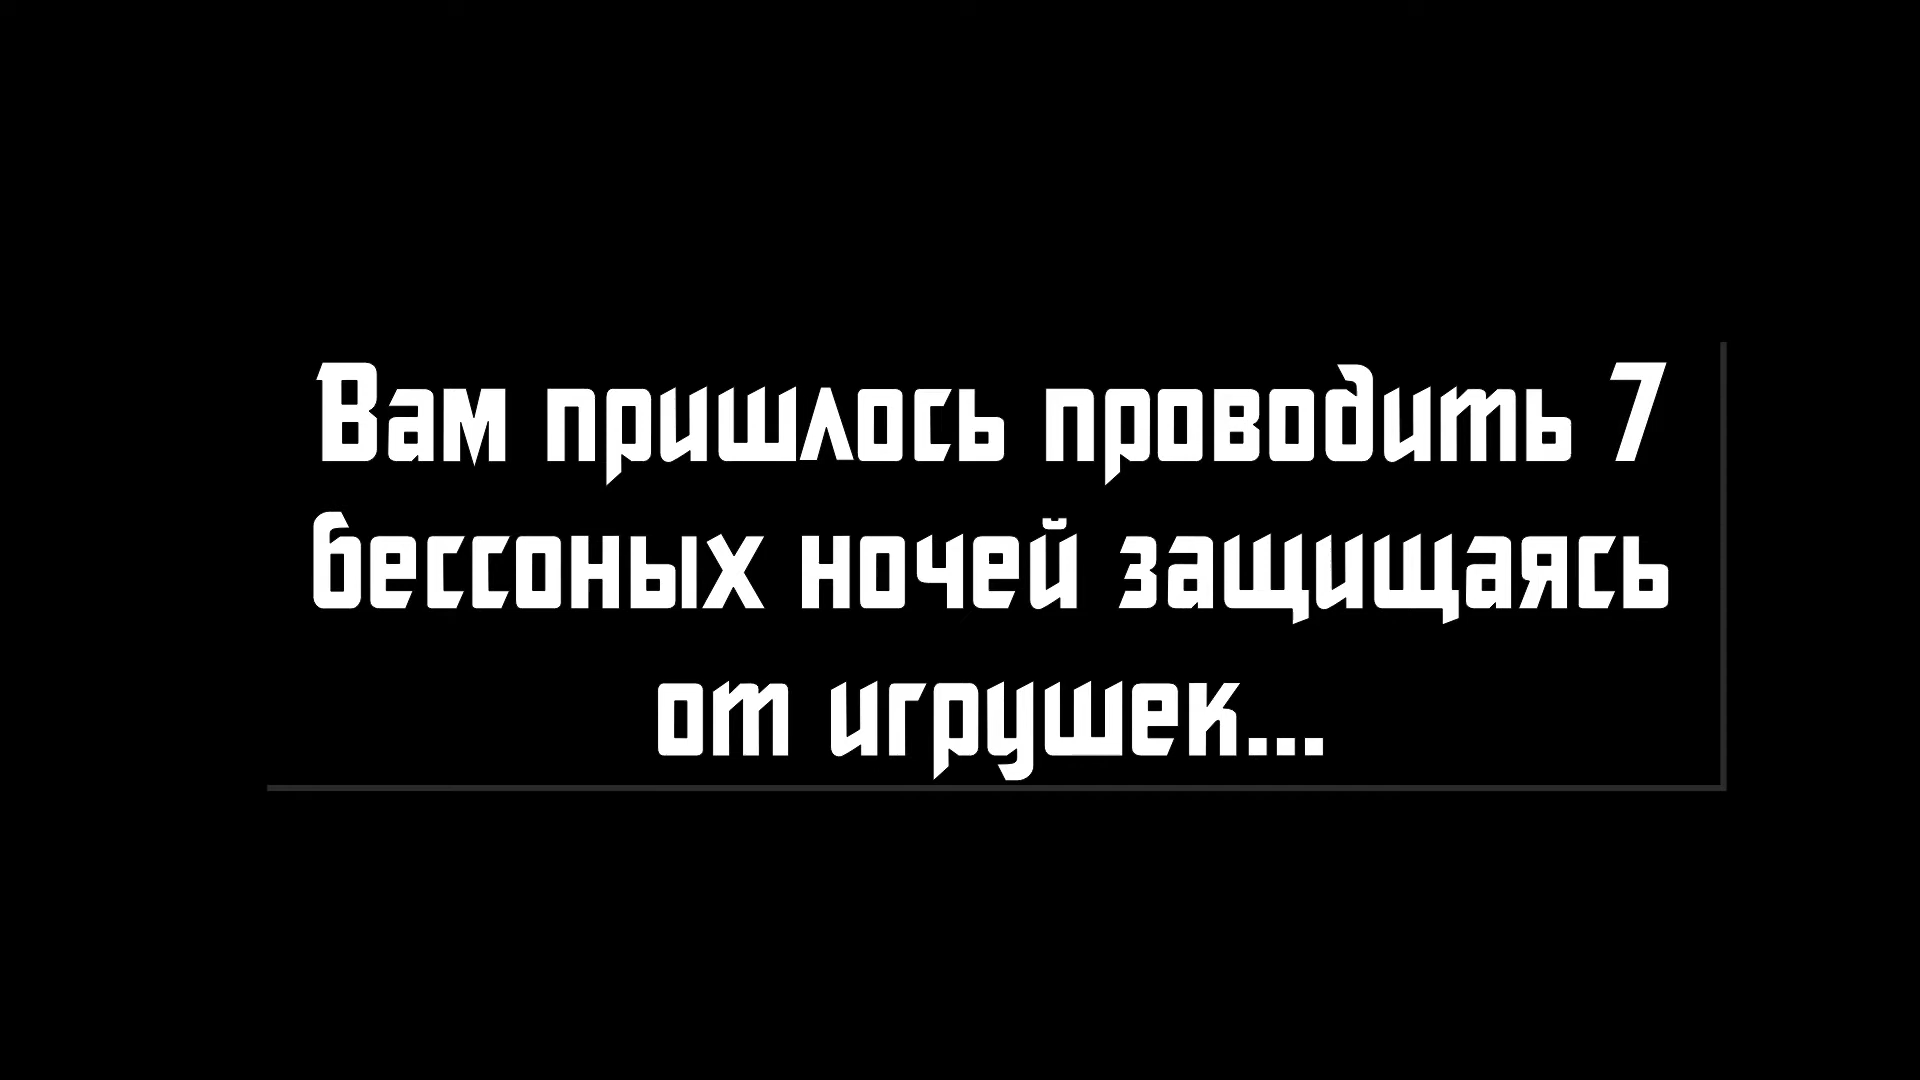 Вам пришлось проводить 7
бессоных ночей защищаясь
от игрушек...